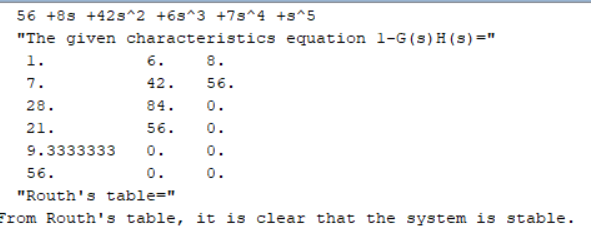 56 +8s +42s^2 +6s^3 +7s^4 +s^5
"The given characteristics equation 1-G(s)H(s)="
1. 6. 8.
7. 42. 56.
28. 84. 0.
21. 56. 0.
9.3333333 0. 0.
56. 0. 0.
"Routh's table="
From Routh's table, it is clear that the system is stable.